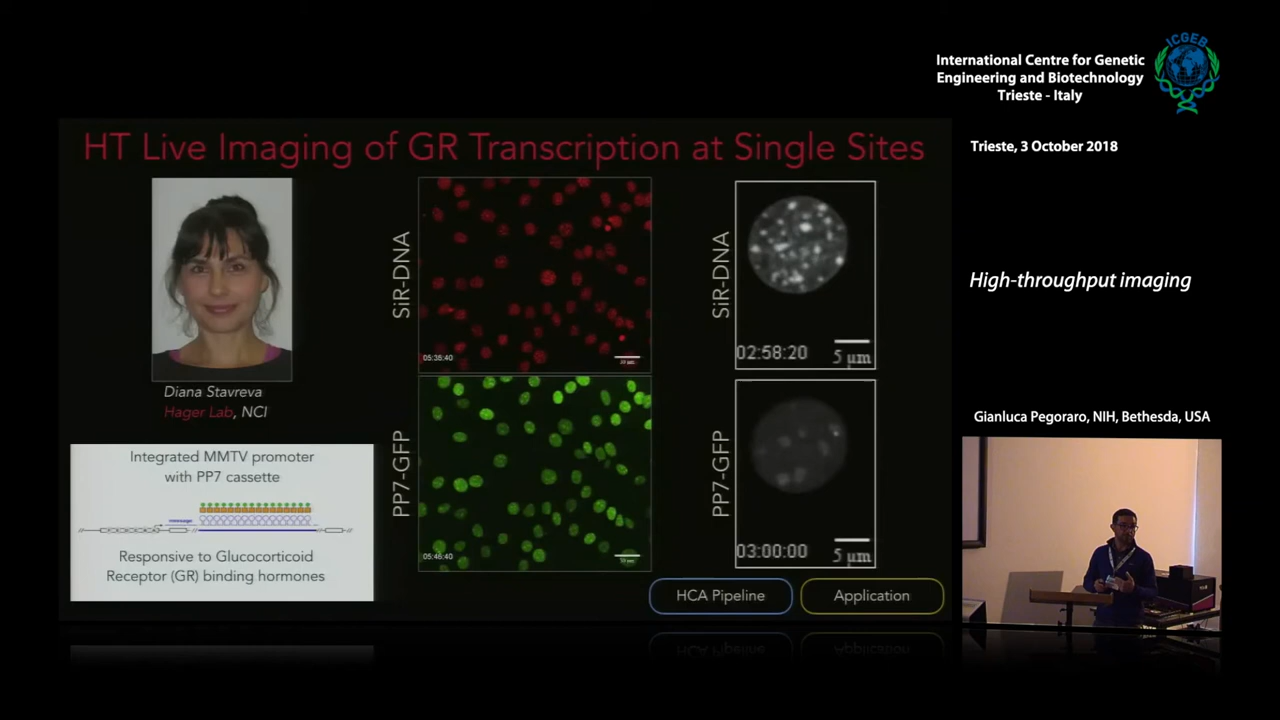 ICGEB
International Centre for Genetic
Engineering and Biotechnology
Trieste - Italy
Trieste, 3 October 2018
High-throughput imaging
Gianluca Pegoraro, NIH, Bethesda, USA
HT Live Imaging of GR Transcription at Single Sites
Diana Stavreva
Hager Lab, NCI
Integrated MMTV promoter
with PP7 cassette
message
Responsive to Glucocorticoid
Receptor (GR) binding hormones
SiR-DNA
05:35:40
PP7-GFP
05:46:40
SiR-DNA
02:58:20
5 µm
PP7-GFP
03:00:00
5 µm
HCA Pipeline
Application